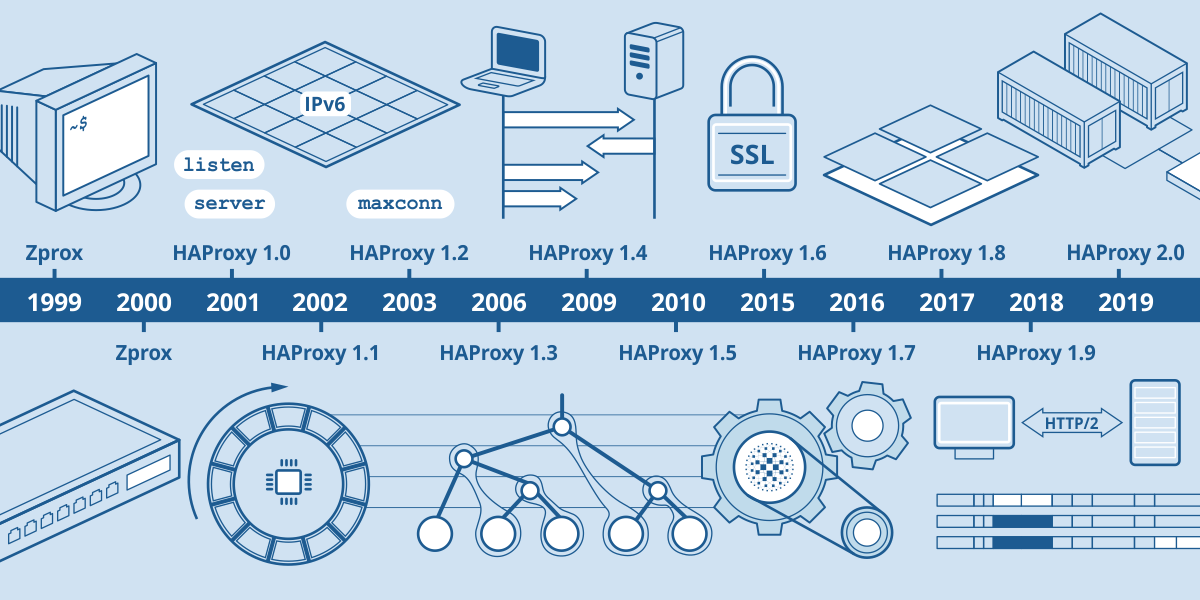 ~$
IPv6
listen
server
maxconn
SSL
Zprox
HAProxy 1.0
HAProxy 1.2
HAProxy 1.4
HAProxy 1.6
HAProxy 1.8
HAProxy 2.0
1999 2000 2001 2002 2003 2006 2009 2010 2015 2016 2017 2018 2019
Zprox
HAProxy 1.1
HAProxy 1.3
HAProxy 1.5
HAProxy 1.7
HAProxy 1.9
HTTP/2